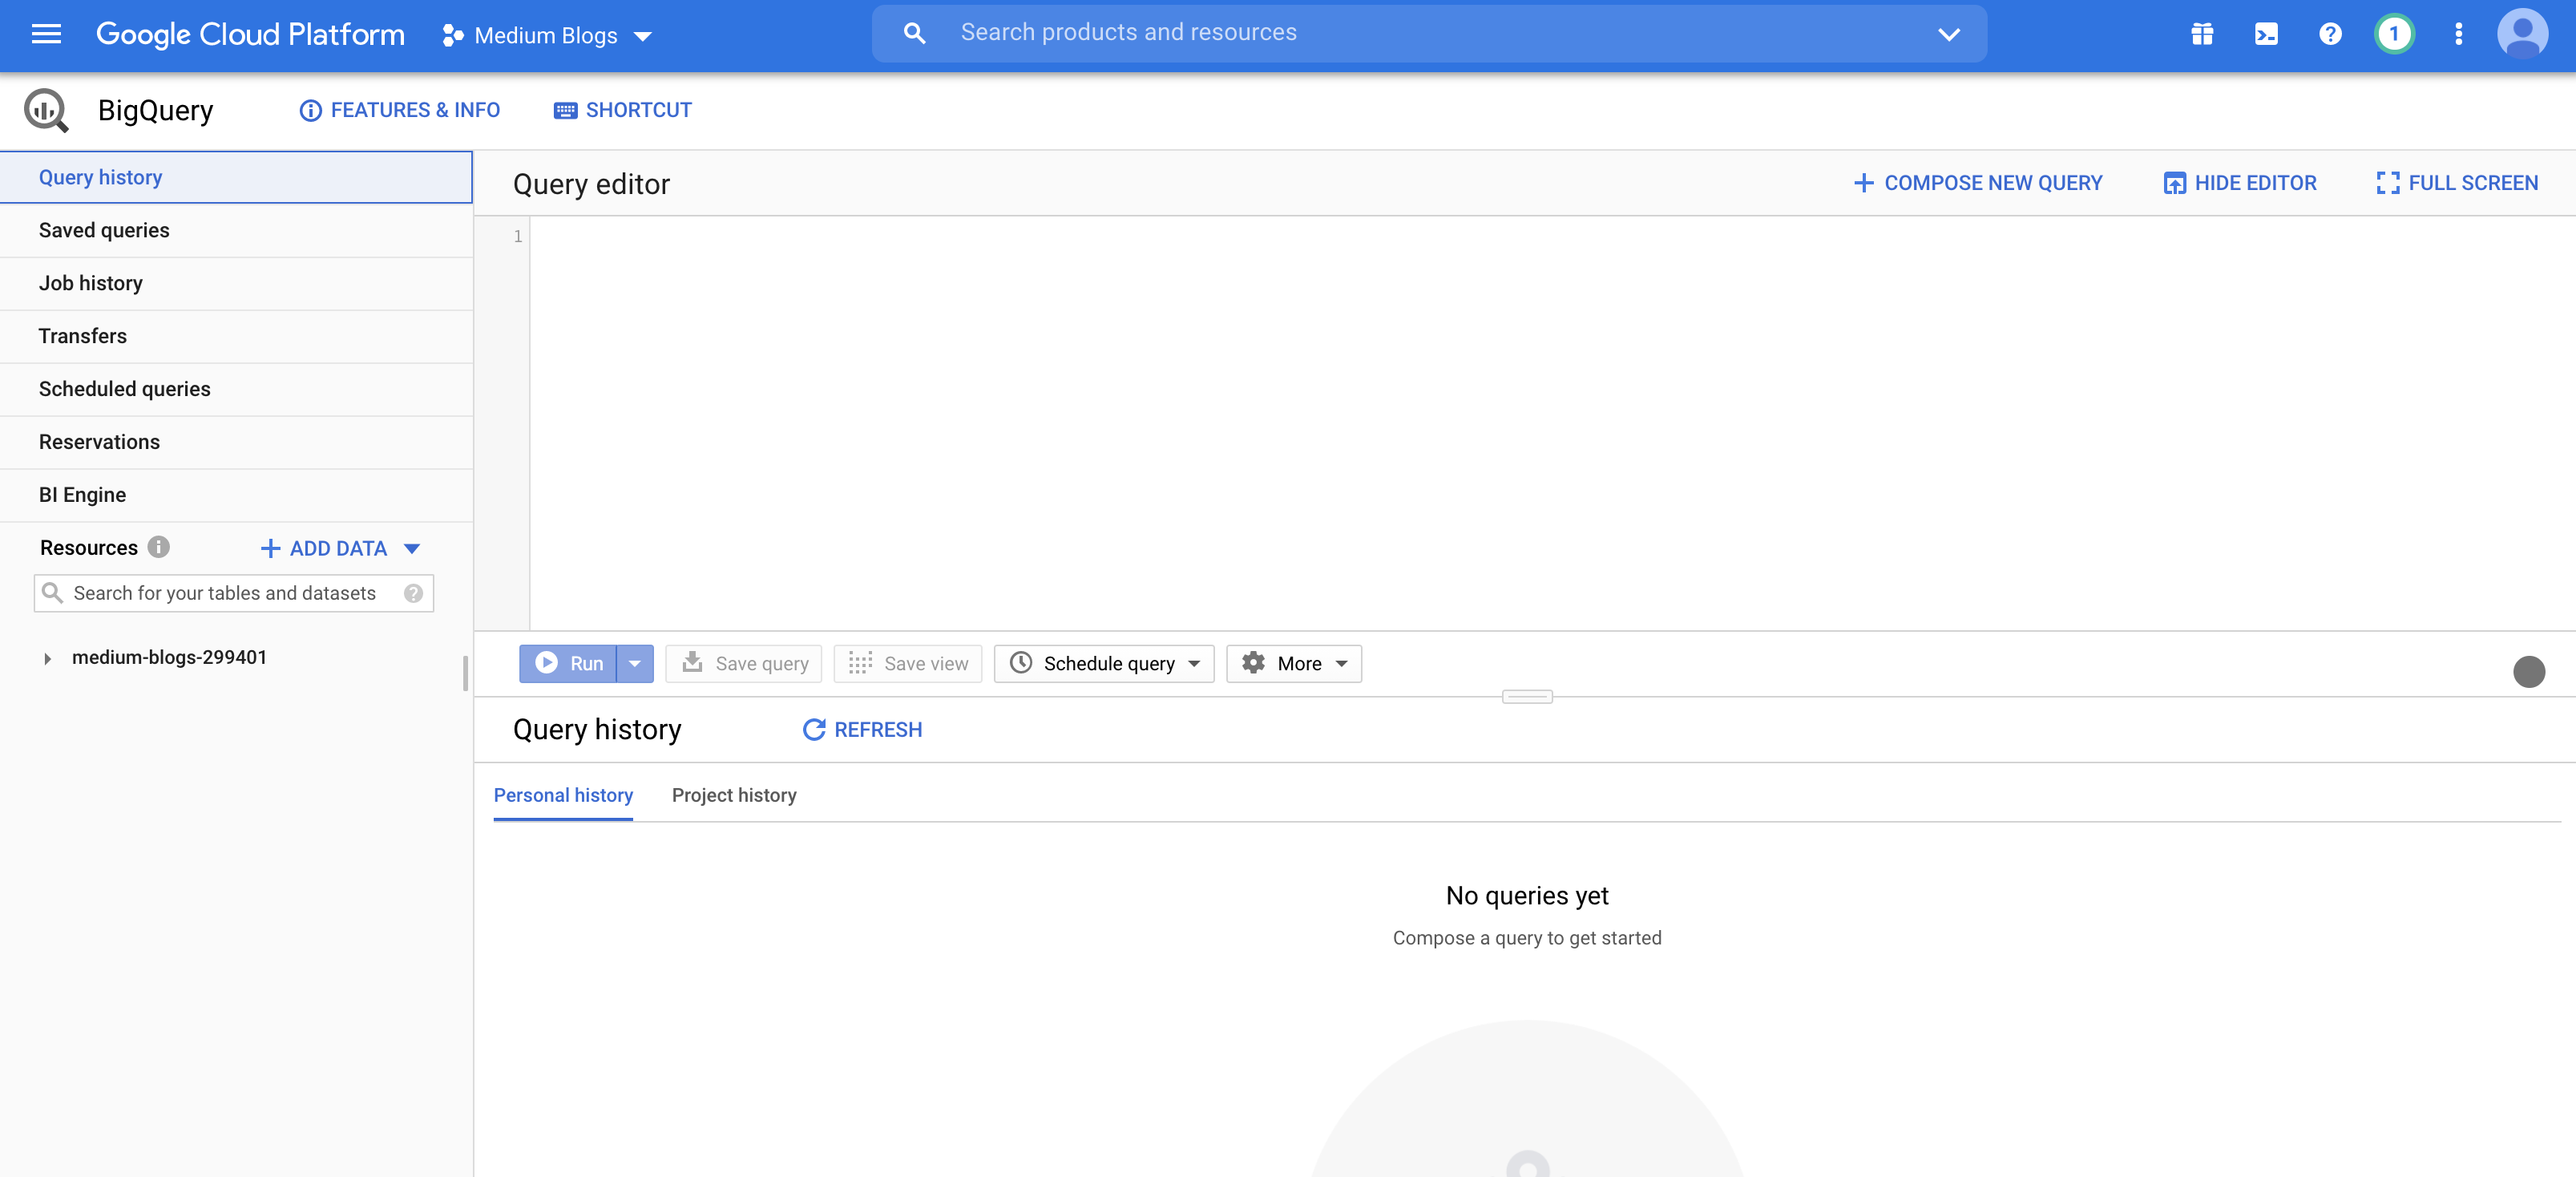 Google Cloud Platform Medium Blogs Search products and resources 1
BigQuery FEATURES & INFO SHORTCUT
Query history
Saved queries
Job history
Transfers
Scheduled queries
Reservations
BI Engine
Resources ADD DATA
Search for your tables and datasets
medium-blogs-299401
Query editor COMPOSE NEW QUERY HIDE EDITOR FULL SCREEN
1
Run Save query Save view Schedule query More
Query history REFRESH
Personal history Project history
No queries yet
Compose a query to get started